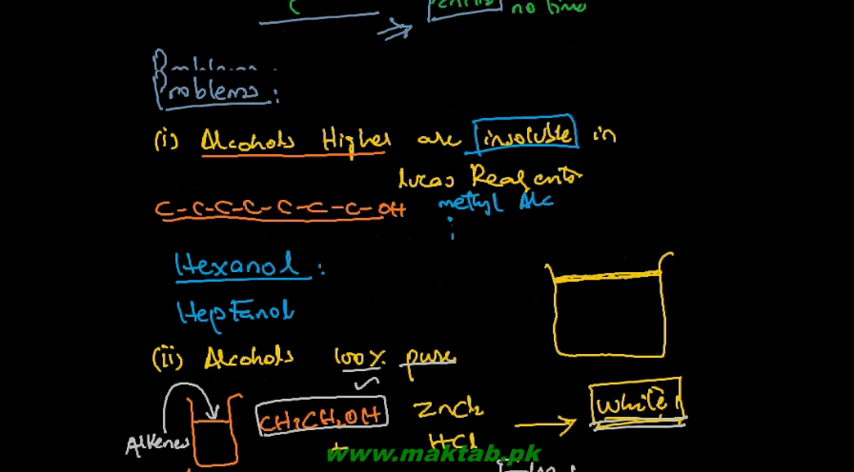 no time
Problems:
Problems:
(i) Alcohols Higher are insoluble in
Lucas Reagents
C-C-C-C-C-C-C-OH methyl Alc
Hexanol:
Heptanol
(ii) Alcohols 100% pure
CH3CH2OH ZnCl2 → White
Alkenes + HCl
www.maktab.pk